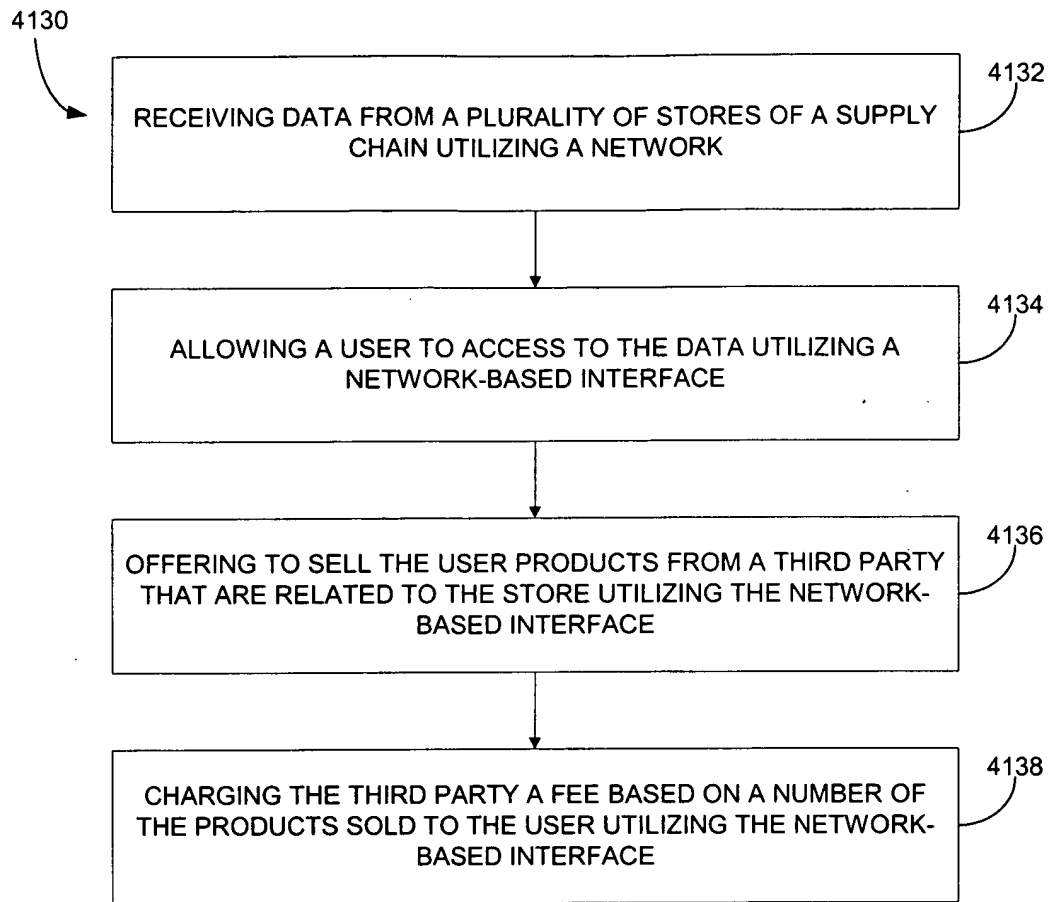 4130
4132
RECEIVING DATA FROM A PLURALITY OF STORES OF A SUPPLY
CHAIN UTILIZING A NETWORK
4134
ALLOWING A USER TO ACCESS TO THE DATA UTILIZING A
NETWORK-BASED INTERFACE
4136
OFFERING TO SELL THE USER PRODUCTS FROM A THIRD PARTY
THAT ARE RELATED TO THE STORE UTILIZING THE NETWORK-
BASED INTERFACE
4138
CHARGING THE THIRD PARTY A FEE BASED ON A NUMBER OF
THE PRODUCTS SOLD TO THE USER UTILIZING THE NETWORK-
BASED INTERFACE